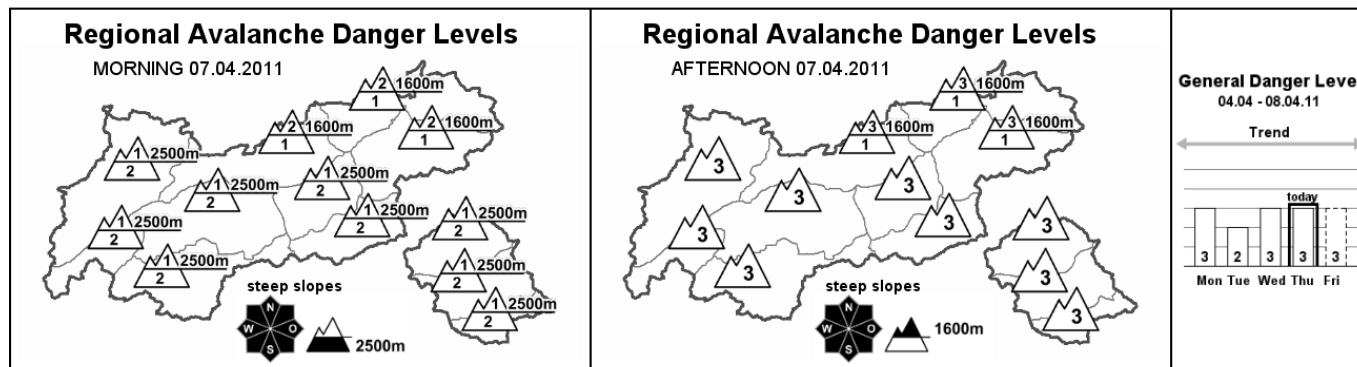 Regional Avalanche Danger Levels
MORNING 07.04.2011
2 1600m
1
2 1600m
1
2 1600m
1
1 2500m
2
1 2500m
2
1 2500m
2
1 2500m
2
1 2500m
2
1 2500m
2
1 2500m
2
1 2500m
2
1 2500m
2
steep slopes
N
W O
S
2500m
Regional Avalanche Danger Levels
AFTERNOON 07.04.2011
3 1600m
1
3 1600m
1
3 1600m
1
3
3
3
3
3
3
3
3
3
steep slopes
N
W O
S
1600m
General Danger Leve
04.04 - 08.04.11
Trend
today
3 2 3 3 3
Mon Tue Wed Thu Fri